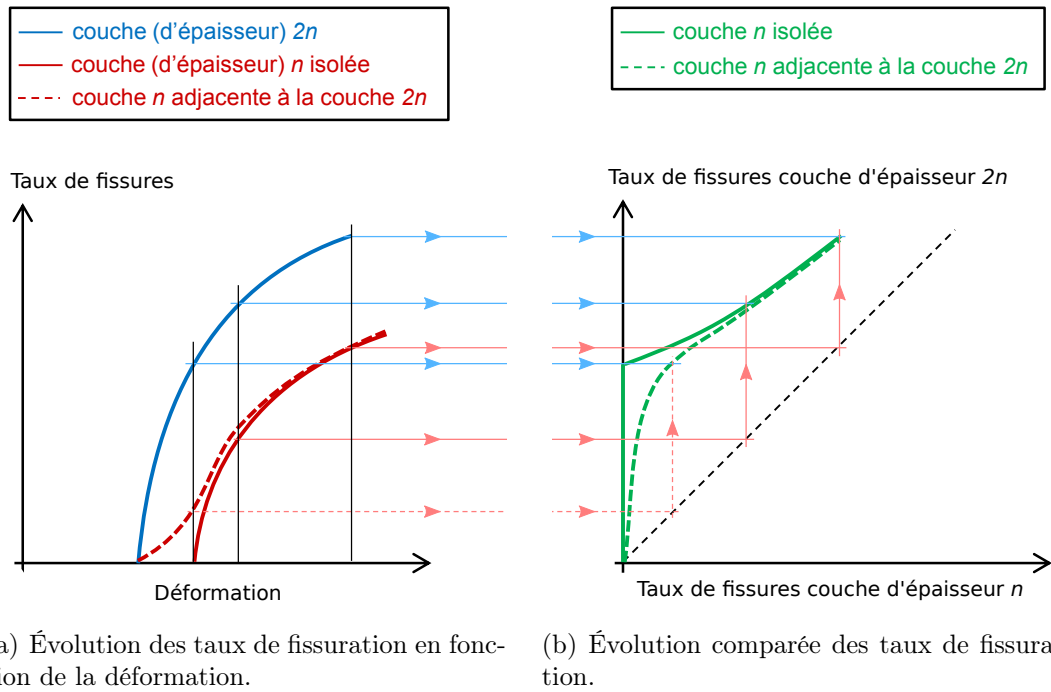 couche (d'épaisseur) 2n
couche (d'épaisseur) n isolée
couche n adjacente à la couche 2n
couche n isolée
couche n adjacente à la couche 2n
Taux de fissures
Déformation
Taux de fissures couche d'épaisseur 2n
Taux de fissures couche d'épaisseur n
a) Évolution des taux de fissuration en fonc-
ion de la déformation.
(b) Évolution comparée des taux de fissura
tion.